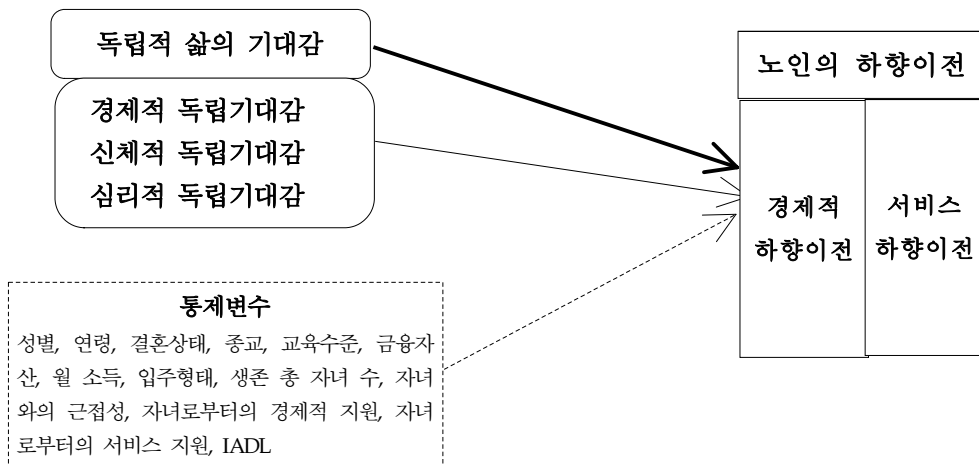 독립적 삶의 기대감
경제적 독립기대감
신체적 독립기대감
심리적 독립기대감
노인의 하향이전
경제적
하향이전
서비스
하향이전
통제변수
성별, 연령, 결혼상태, 종교, 교육수준, 금융자
산, 월 소득, 입주형태, 생존 총 자녀 수, 자녀
와의 근접성, 자녀로부터의 경제적 지원, 자녀
로부터의 서비스 지원, IADL